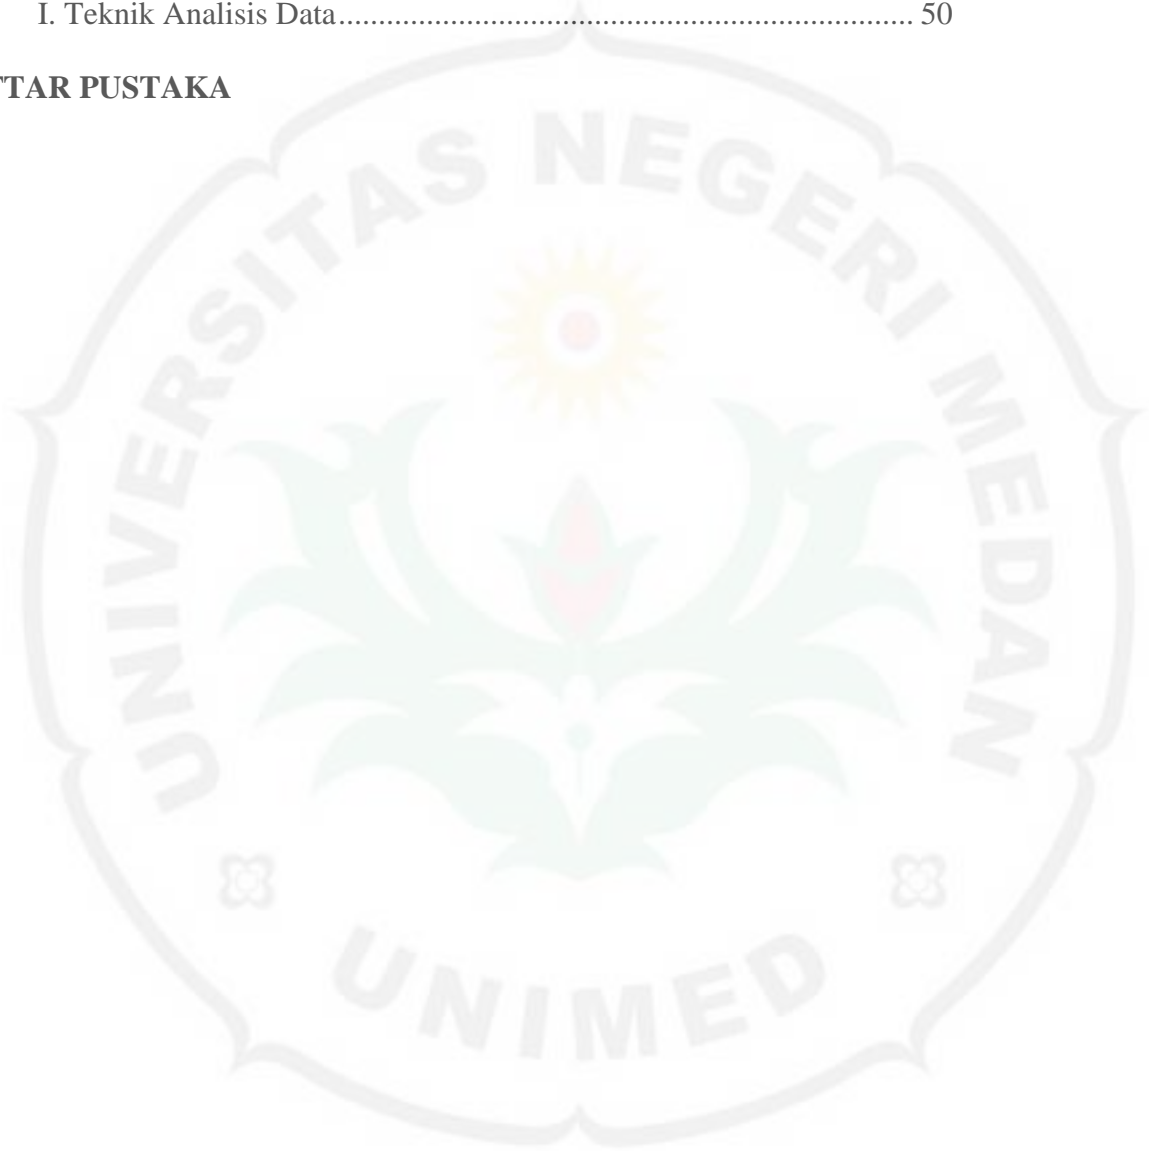 I. Teknik Analisis Data................................................................................ 50
TAR PUSTAKA
UNIVERSITAS NEGERI MEDAN
UNIMED